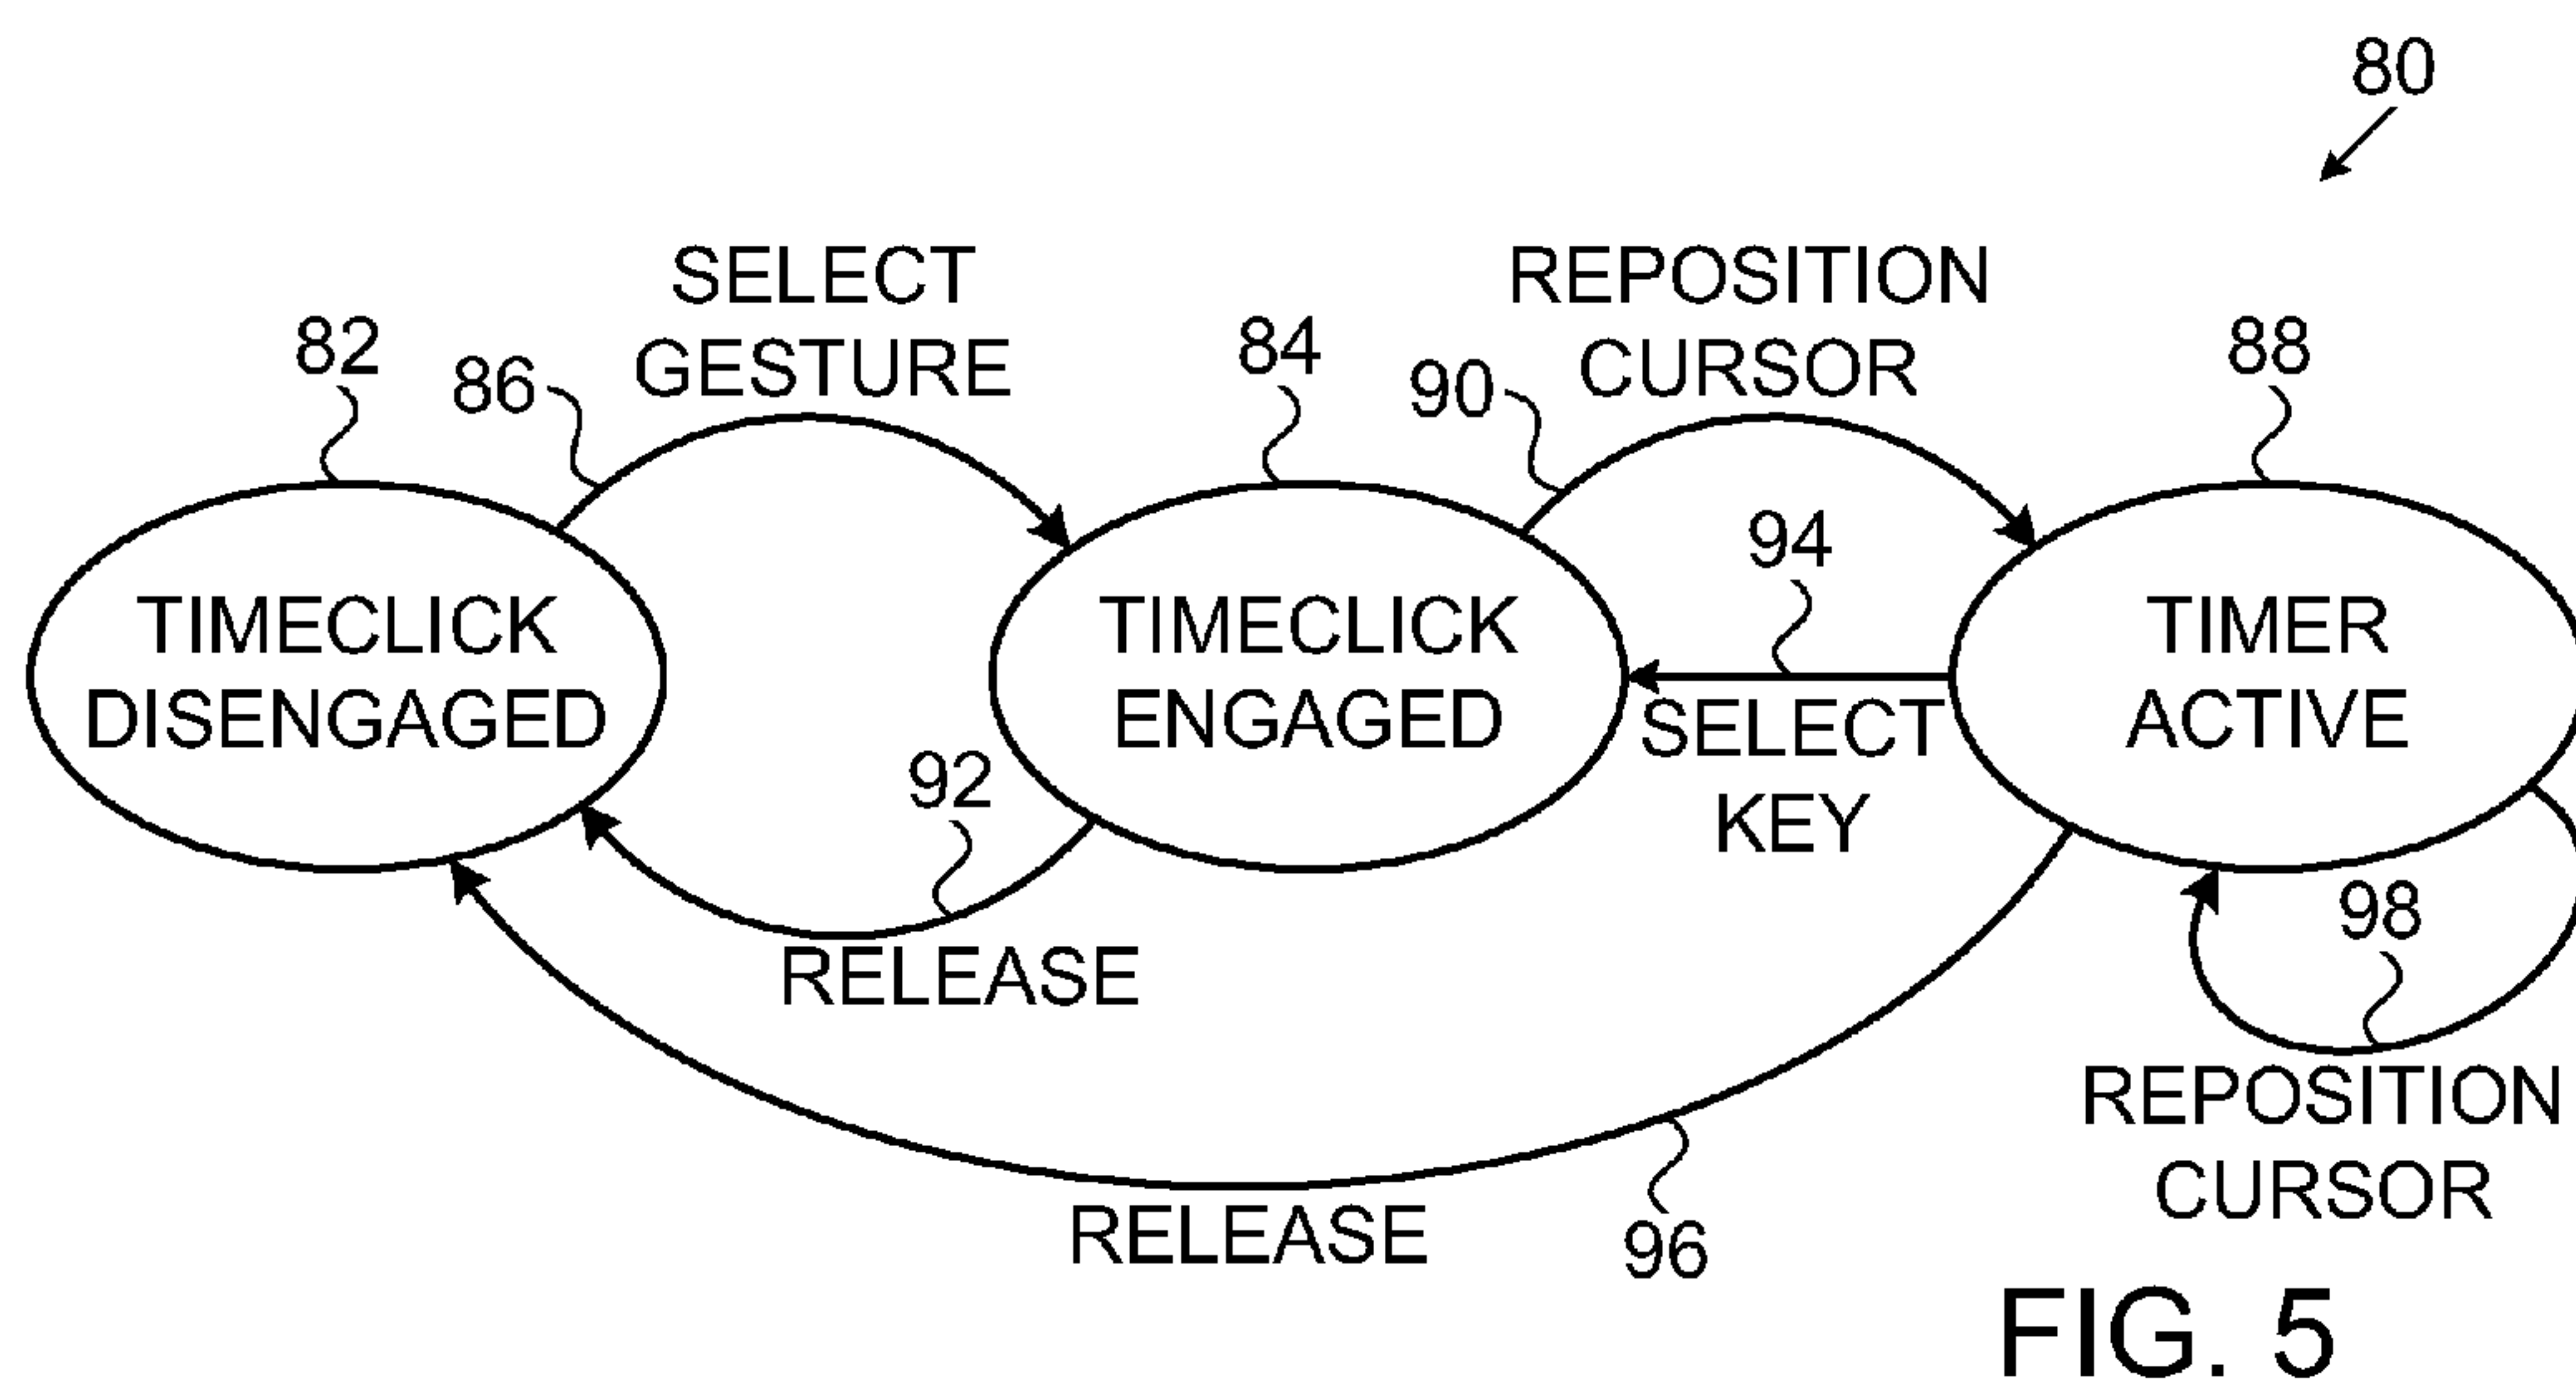 80
SELECT
GESTURE
REPOSITION
CURSOR
82
86
84
90
88
94
TIMECLICK
DISENGAGED
TIMECLICK
ENGAGED
TIMER
ACTIVE
SELECT
KEY
92
98
RELEASE
REPOSITION
CURSOR
RELEASE
96
FIG. 5